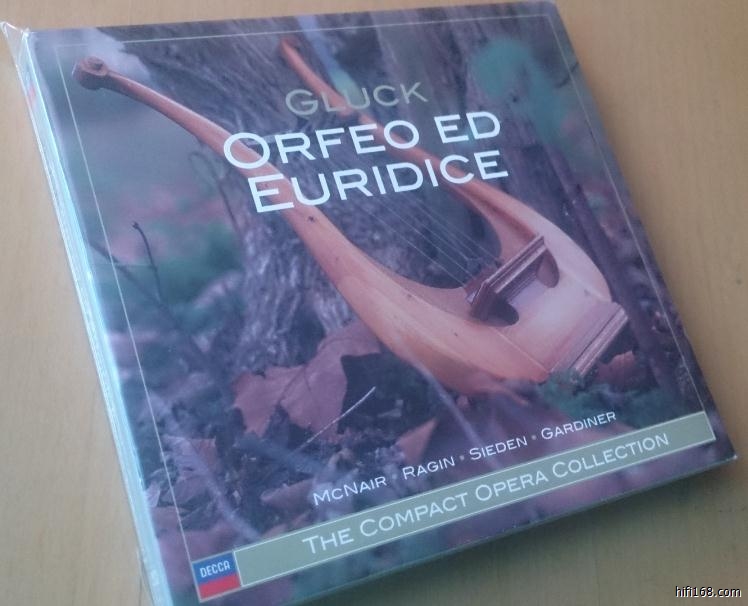 GLUCK
ORFEO ED
EURIDICE
MCNAIR RAGIN • SIEDEN • GARDINER
THE COMPACT OPERA COLLECTION
DECCA
hifi168.com